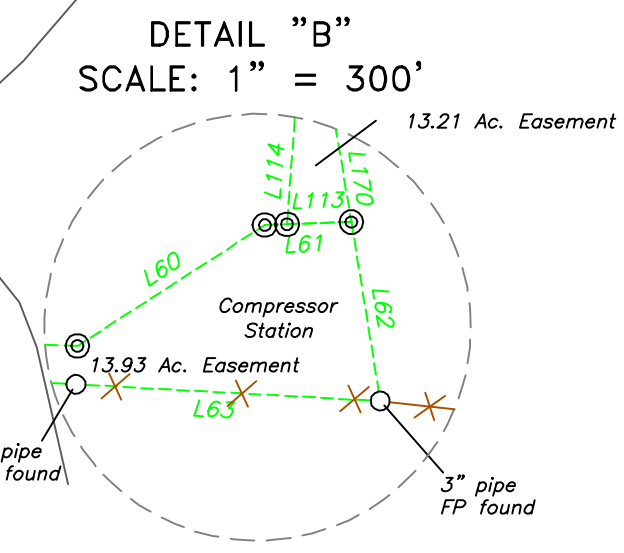 DETAIL "B"
SCALE: 1" = 300'
13.21 Ac. Easement
L114
L170
L113
L61
L60
L62
Compressor
Station
13.93 Ac. Easement
L63
pipe
found
3" pipe
FP found